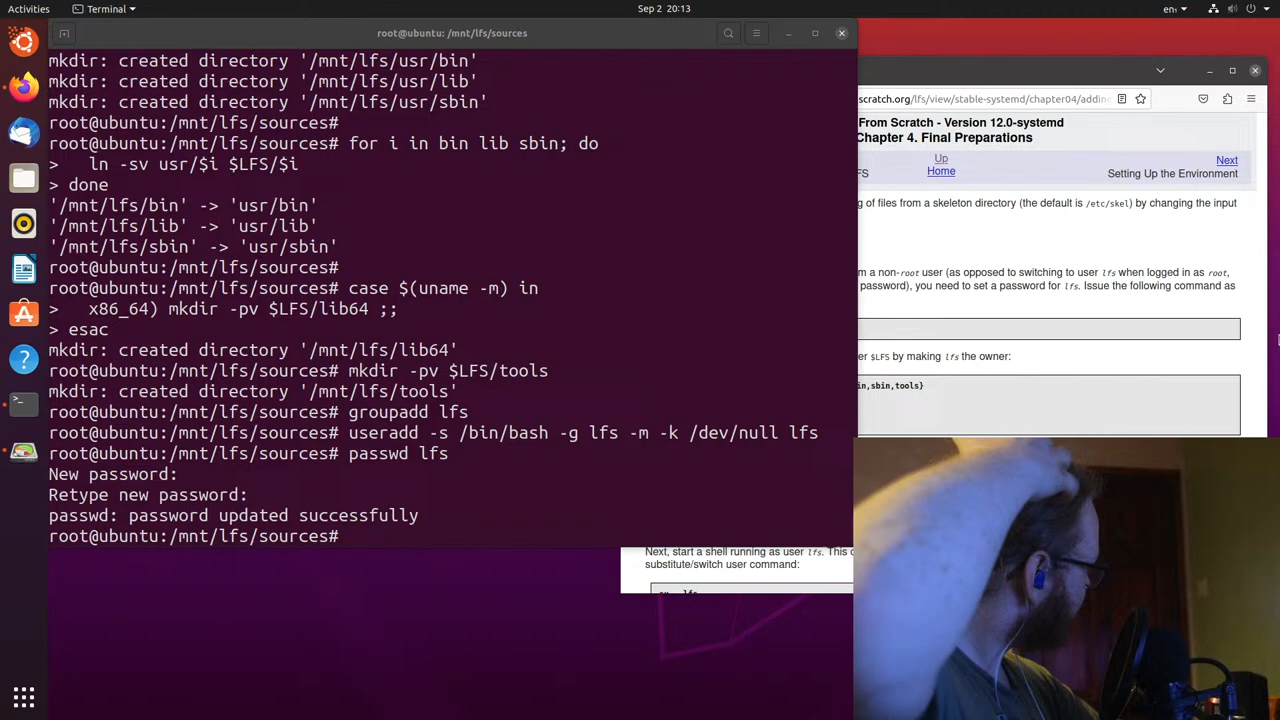 Activities
Terminal
Sep 2 20:13
en
root@ubuntu: /mnt/lfs/sources
mkdir: created directory '/mnt/lfs/usr/bin'
mkdir: created directory '/mnt/lfs/usr/lib'
mkdir: created directory '/mnt/lfs/usr/sbin'
root@ubuntu:/mnt/lfs/sources#
root@ubuntu:/mnt/lfs/sources# for i in bin lib sbin; do
>   ln -sv usr/$i $LFS/$i
> done
'/mnt/lfs/bin' -> 'usr/bin'
'/mnt/lfs/lib' -> 'usr/lib'
'/mnt/lfs/sbin' -> 'usr/sbin'
root@ubuntu:/mnt/lfs/sources#
root@ubuntu:/mnt/lfs/sources# case $(uname -m) in
>   x86_64) mkdir -pv $LFS/lib64 ;;
> esac
mkdir: created directory '/mnt/lfs/lib64'
root@ubuntu:/mnt/lfs/sources# mkdir -pv $LFS/tools
mkdir: created directory '/mnt/lfs/tools'
root@ubuntu:/mnt/lfs/sources# groupadd lfs
root@ubuntu:/mnt/lfs/sources# useradd -s /bin/bash -g lfs -m -k /dev/null lfs
root@ubuntu:/mnt/lfs/sources# passwd lfs
New password:
Retype new password:
passwd: password updated successfully
root@ubuntu:/mnt/lfs/sources#
scratch.org/lfs/view/stable-systemd/chapter04/addin
From Scratch - Version 12.0-systemd
Chapter 4. Final Preparations
Up
Next
FS
Home
Setting Up the Environment
g of files from a skeleton directory (the default is /etc/skel) by changing the input
m a non-root user (as opposed to switching to user lfs when logged in as root,
password), you need to set a password for lfs. Issue the following command as
er $LFS by making lfs the owner:
in,sbin,tools}
Next, start a shell running as user lfs. This c
substitute/switch user command:
su - lfs